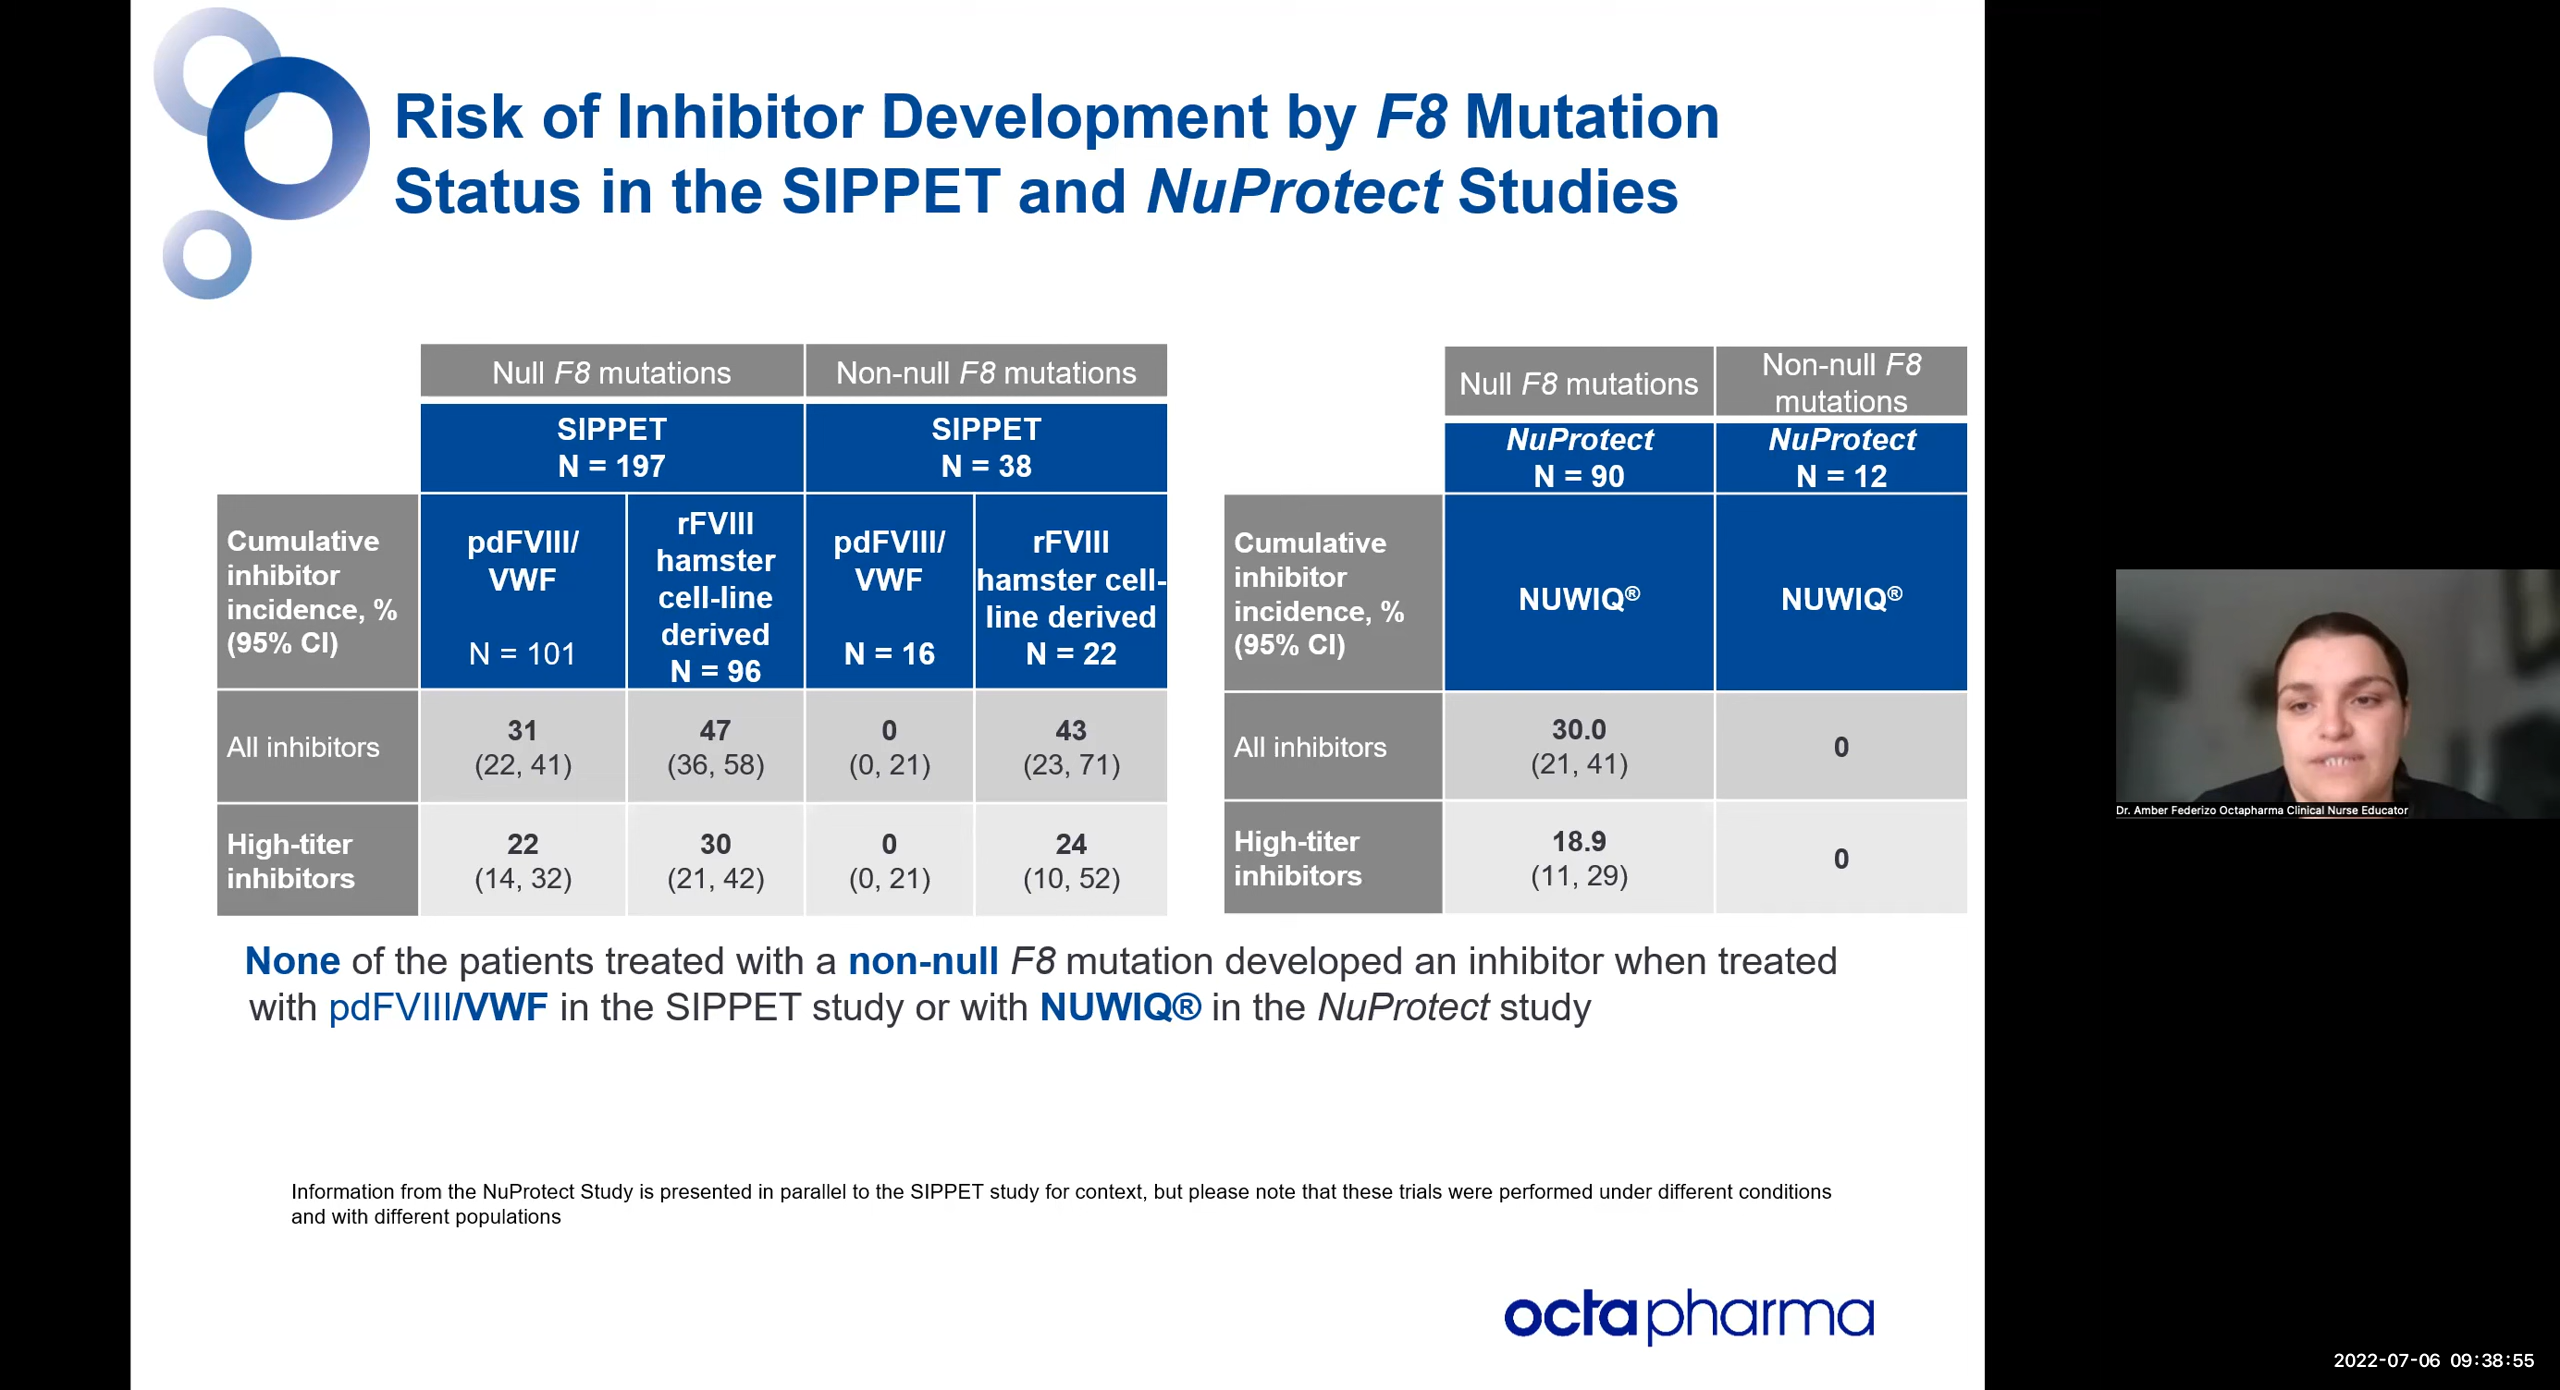 Risk of Inhibitor Development by F8 Mutation
Status in the SIPPET and NuProtect Studies
Null F8 mutations
Non-null F8 mutations
SIPPET
N = 197
SIPPET
N = 38
Cumulative
inhibitor
incidence, %
(95% CI)
pdFVIII/
VWF
N = 101
rFVIII
hamster
cell-line
derived
N = 96
pdFVIII/
VWF
N = 16
rFVIII
hamster cell-
line derived
N = 22
All inhibitors
31
(22, 41)
47
(36, 58)
0
(0, 21)
43
(23, 71)
High-titer
inhibitors
22
(14, 32)
30
(21, 42)
0
(0, 21)
24
(10, 52)
Null F8 mutations
Non-null F8
mutations
NuProtect
N = 90
NuProtect
N = 12
Cumulative
inhibitor
incidence, %
(95% CI)
NUWIQ®
NUWIQ®
All inhibitors
30.0
(21, 41)
0
High-titer
inhibitors
18.9
(11, 29)
0
None of the patients treated with a non-null F8 mutation developed an inhibitor when treated
with pdFVIII/VWF in the SIPPET study or with NUWIQ® in the NuProtect study
Information from the NuProtect Study is presented in parallel to the SIPPET study for context, but please note that these trials were performed under different conditions
and with different populations
octapharma
Dr. Amber Federizo Octapharma Clinical Nurse Educator
2022-07-06 09:38:55